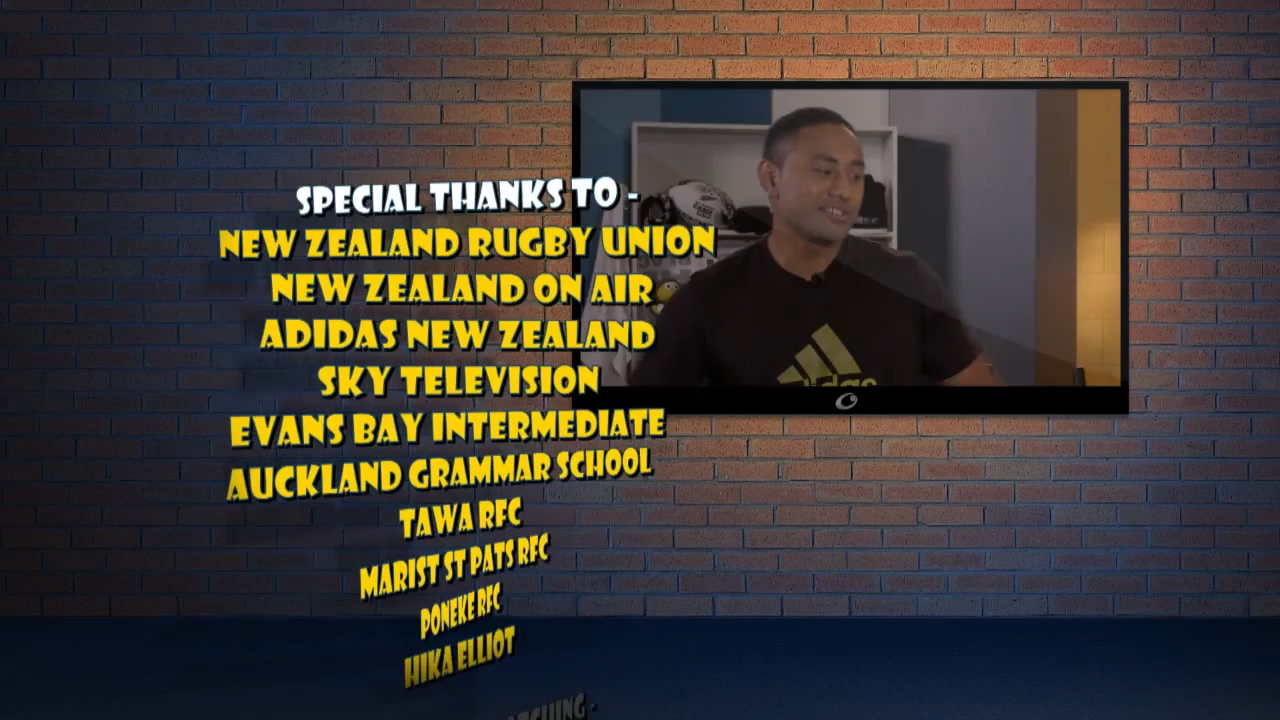 SPECIAL THANKS TO -
NEW ZEALAND RUGBY UNION
NEW ZEALAND ON AIR
ADIDAS NEW ZEALAND
SKY TELEVISION
EVANS BAY INTERMEDIATE
AUCKLAND GRAMMAR SCHOOL
TAWA RFC
MARIST ST PATS RFC
PONEKE RFC
HIKA ELLIOT
adidas